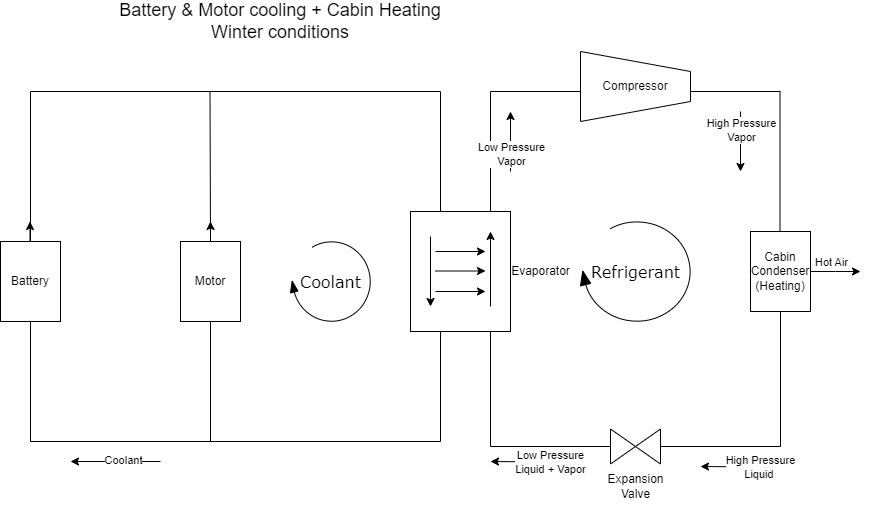 Battery & Motor cooling + Cabin Heating
Winter conditions
Compressor
High Pressure
Vapor
Low Pressure
Vapor
Battery
Motor
Coolant
Evaporator
Refrigerant
Cabin
Condenser
(Heating)
Hot Air
Coolant
Low Pressure
Liquid + Vapor
Expansion
Valve
High Pressure
Liquid